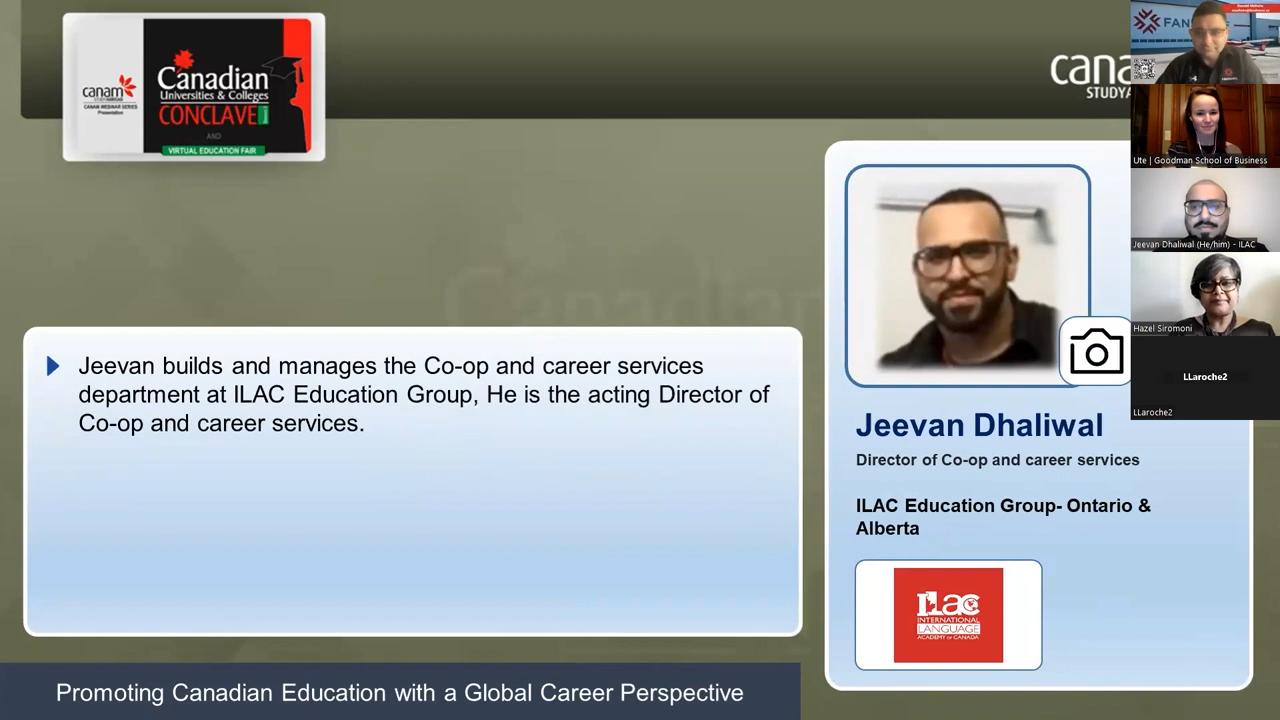 canam
STUDY ABROAD
CANAM WEBINAR SERIES
Presentation
Canadian
Universities & Colleges
CONCLAVE
AND
VIRTUAL EDUCATION FAIR
cana
STUDYA
Canadian
Jeevan builds and manages the Co-op and career services
department at ILAC Education Group, He is the acting Director of
Co-op and career services.
Jeevan Dhaliwal
Director of Co-op and career services
ILAC Education Group- Ontario &
Alberta
ilac
INTERNATIONAL
LANGUAGE
ACADEMY OF CANADA
Promoting Canadian Education with a Global Career Perspective
FAN
Ute | Goodman School of Business
Jeevan Dhaliwal (He/him) - ILAC
Hazel Siromoni
LLaroche2
LLaroche2